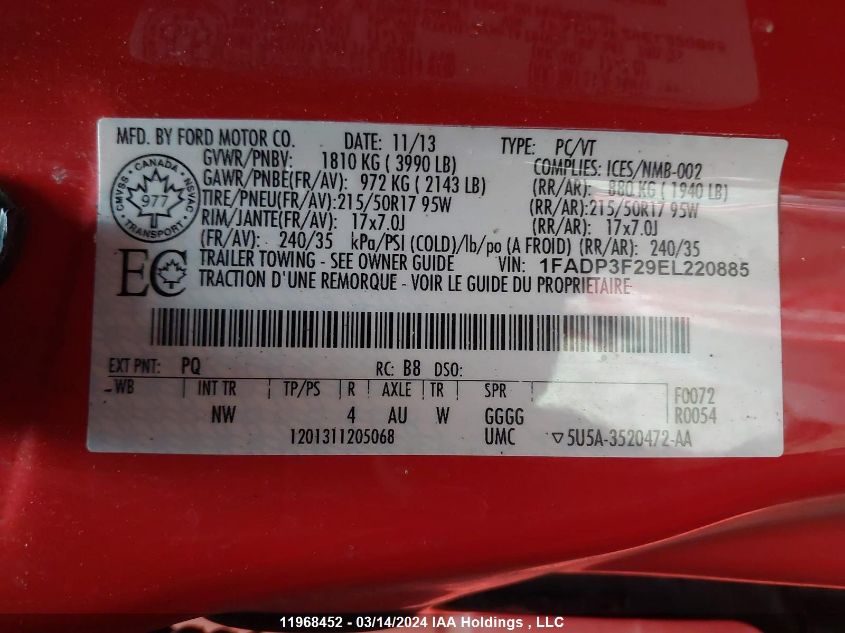 MFD. BY FORD MOTOR CO. DATE: 11/13 TYPE: PC/VT
GVWR/PNBV: 1810 KG ( 3990 LB) COMPLIES: ICES/NMB-002
GAWR/PNBE(FR/AV): 972 KG ( 2143 LB) (RR/AR): 880 KG ( 1940 LB)
TIRE/PNEU(FR/AV):215/50R17 95W (RR/AR):215/50R17 95W
RIM/JANTE(FR/AV): 17x7.0J (RR/AR): 17x7.0J
(FR/AV): 240/35 kPa/PSI (COLD)/lb/po (A FROID) (RR/AR): 240/35
TRAILER TOWING - SEE OWNER GUIDE VIN: 1FADP3F29EL220885
TRACTION D'UNE REMORQUE - VOIR LE GUIDE DU PROPRIETAIRE
CANADA
CMVSS NSVAC
977
TRANSPORT
EC
EXT PNT: PQ RC: B8 DSO:
WB INT TR TP/PS R AXLE TR SPR F0072
NW 4 AU W GGGG R0054
1201311205068 UMC ▽5U5A-3520472-AA
11968452 - 03/14/2024 IAA Holdings , LLC